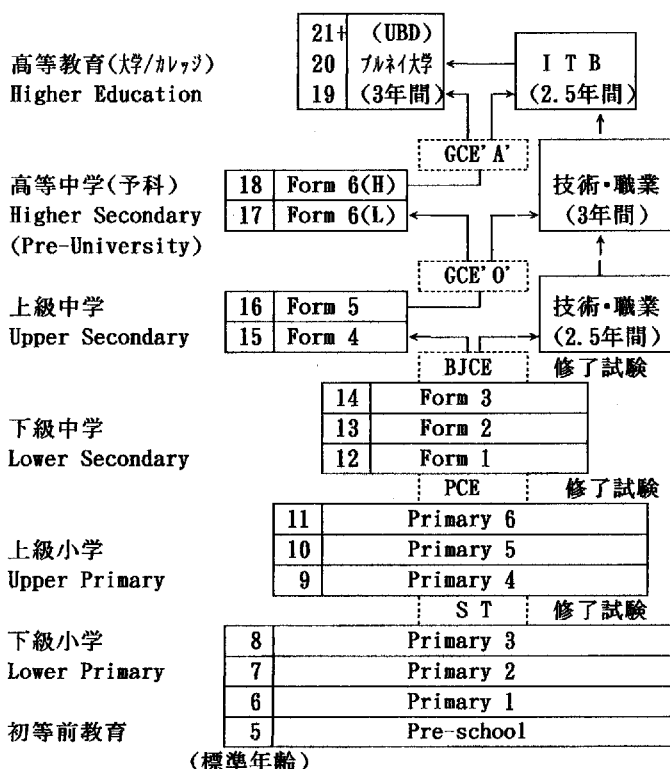 21+ (UBD)
高等教育(大学/カレッジ) 20 ブルネイ大学 I T B
Higher Education 19 (3年間) (2.5年間)
GCE'A'
高等中学(予科) 18 Form 6(H) 技術・職業
Higher Secondary 17 Form 6(L) (3年間)
(Pre-University)
GCE'O'
上級中学 16 Form 5 技術・職業
Upper Secondary 15 Form 4 (2.5年間)
BJCE 修了試験
14 Form 3
下級中学 13 Form 2
Lower Secondary 12 Form 1
PCE 修了試験
11 Primary 6
上級小学 10 Primary 5
Upper Primary 9 Primary 4
S T 修了試験
下級小学 8 Primary 3
Lower Primary 7 Primary 2
6 Primary 1
初等前教育 5 Pre-school
(標準年齢)